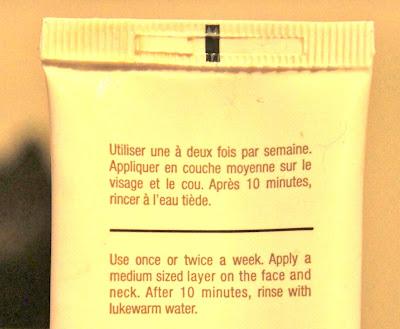 Utiliser une à deux fois par semaine.
Appliquer en couche moyenne sur le
visage et le cou. Après 10 minutes,
rincer à l'eau tiède.
Use once or twice a week. Apply a
medium sized layer on the face and
neck. After 10 minutes, rinse with
lukewarm water.